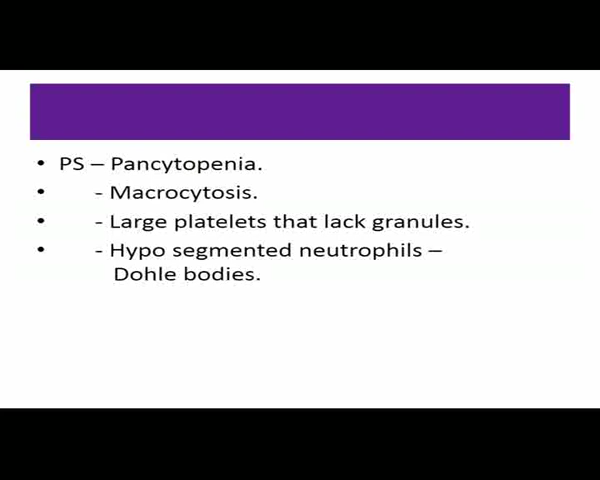 • PS – Pancytopenia.
• - Macrocytosis.
• - Large platelets that lack granules.
• - Hypo segmented neutrophils –
Dohle bodies.